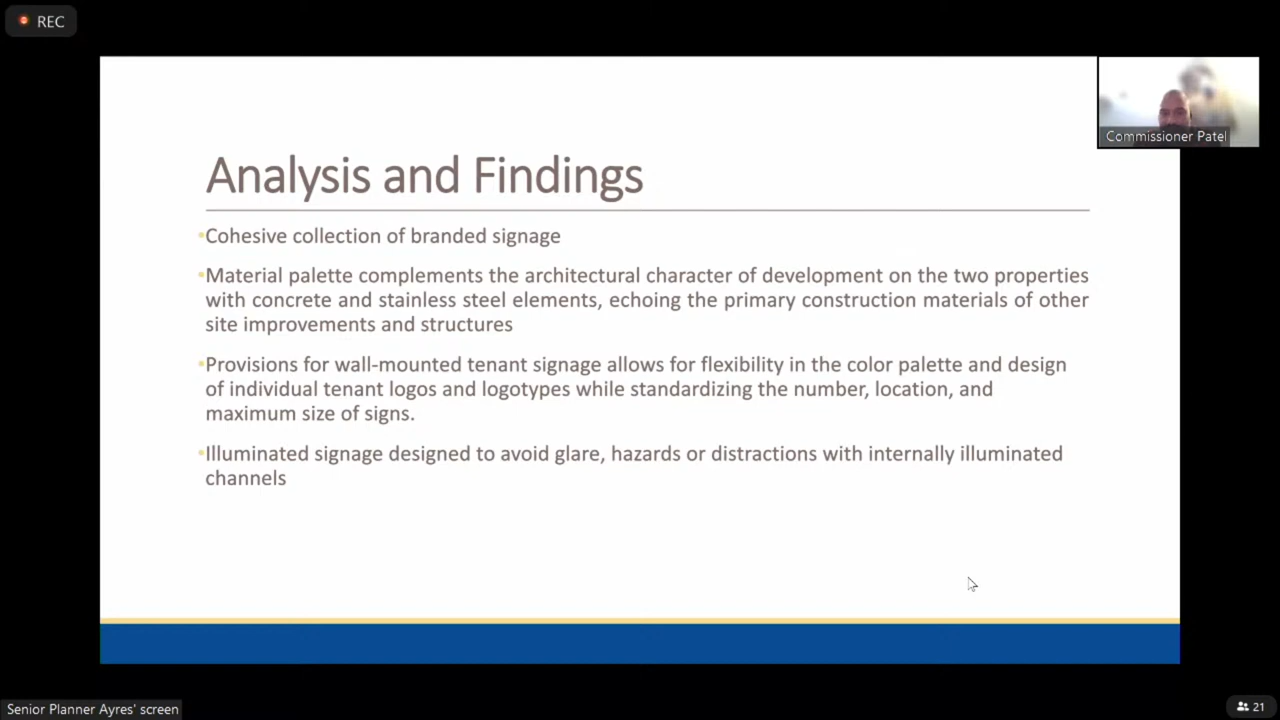 REC
Commissioner Patel
Analysis and Findings
•Cohesive collection of branded signage
•Material palette complements the architectural character of development on the two properties
with concrete and stainless steel elements, echoing the primary construction materials of other
site improvements and structures
•Provisions for wall-mounted tenant signage allows for flexibility in the color palette and design
of individual tenant logos and logotypes while standardizing the number, location, and
maximum size of signs.
•Illuminated signage designed to avoid glare, hazards or distractions with internally illuminated
channels
Senior Planner Ayres' screen
21